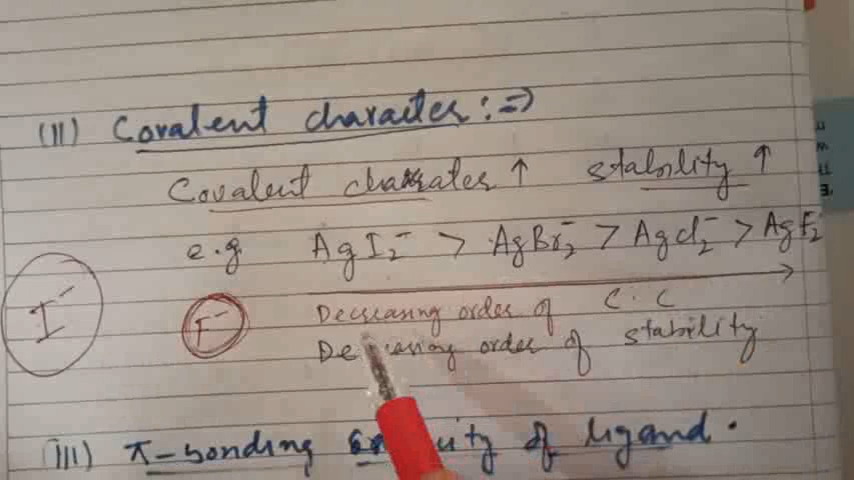 (II) Covalent character : ⇒
Covalent character ↑ stability ↑
e.g AgI₂⁻ > AgBr₂⁻ > AgCl₂⁻ > AgF₂⁻
I⁻
F⁻ Decreasing order of C.C
Decreasing order of stability
(III) π-bonding of ligand.